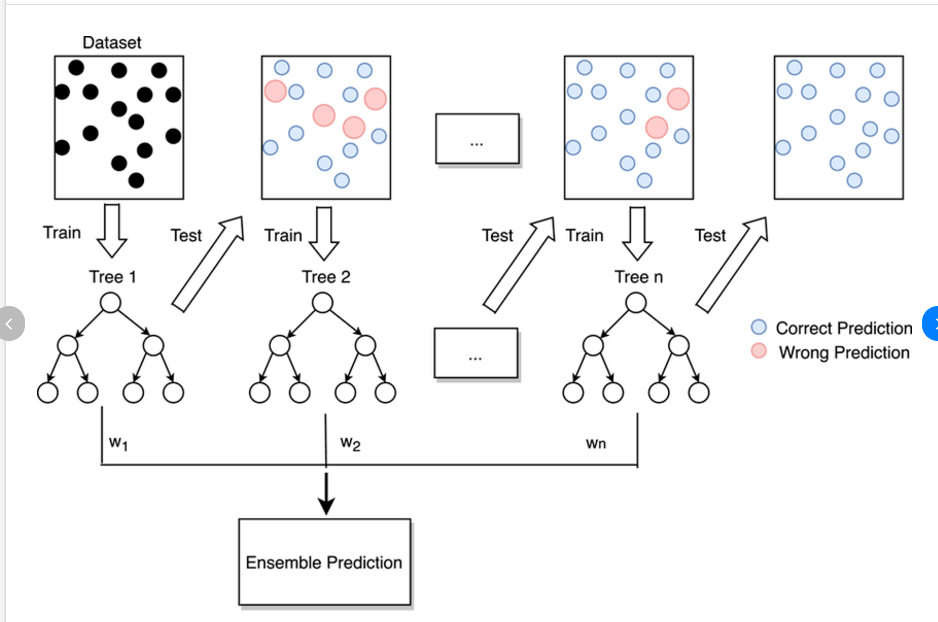 Dataset
...
Train
Test
Train
Test
Train
Test
Tree 1
Tree 2
Tree n
...
Correct Prediction
Wrong Prediction
w1
w2
wn
Ensemble Prediction